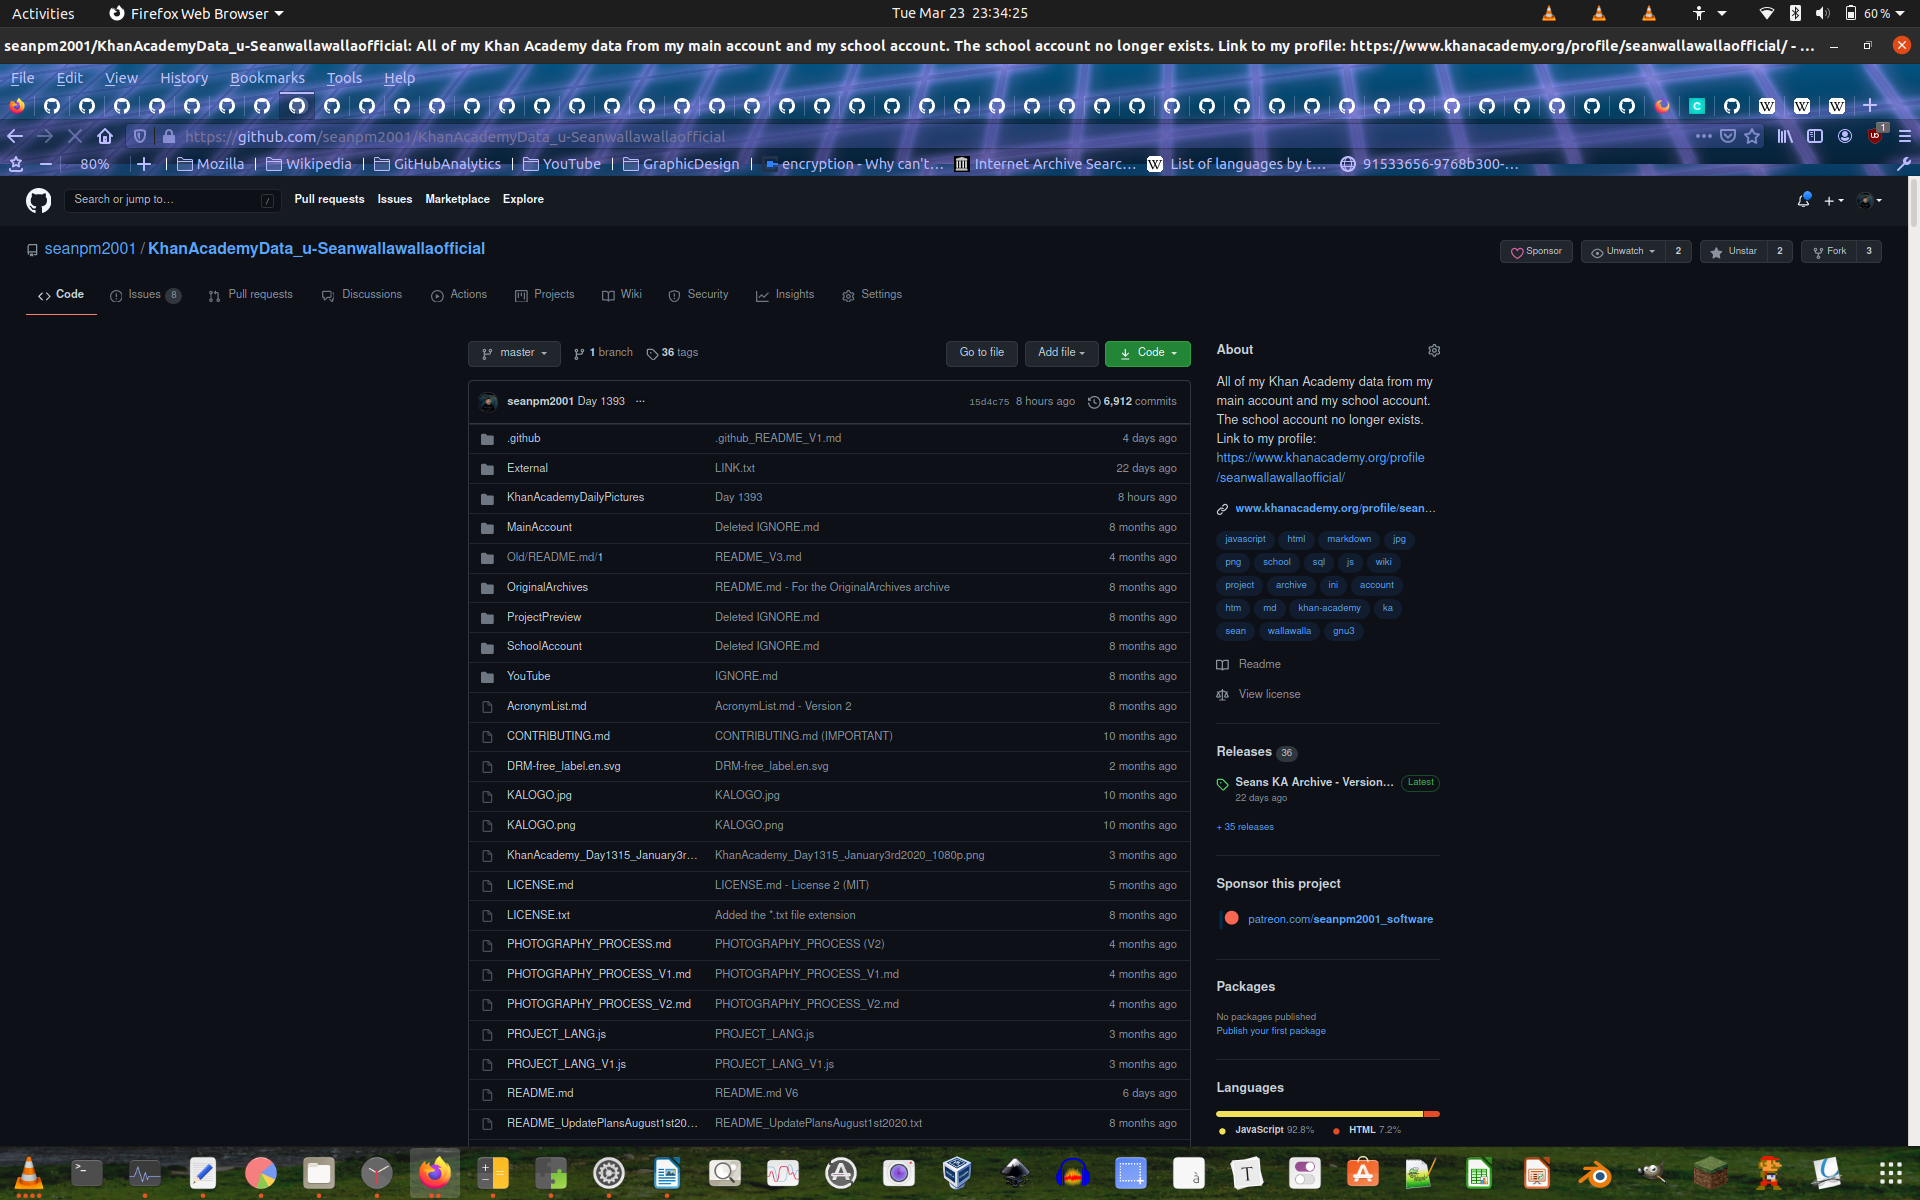 Activities Firefox Web Browser Tue Mar 23 23:34:25 60 %
seanpm2001/KhanAcademyData_u-Seanwallawallaofficial: All of my Khan Academy data from my main account and my school account. The school account no longer exists. Link to my profile: https://www.khanacademy.org/profile/seanwallawallaofficial/ - ...
File Edit View History Bookmarks Tools Help
https://github.com/seanpm2001/KhanAcademyData_u-Seanwallawallaofficial 1
80% Mozilla Wikipedia GitHubAnalytics YouTube GraphicDesign encryption - Why can't... Internet Archive Searc... List of languages by t... 91533656-9768b300-...
Search or jump to... / Pull requests Issues Marketplace Explore
seanpm2001 / KhanAcademyData_u-Seanwallawallaofficial Sponsor Unwatch 2 Unstar 2 Fork 3
Code Issues 8 Pull requests Discussions Actions Projects Wiki Security Insights Settings
master 1 branch 36 tags Go to file Add file Code
seanpm2001 Day 1393 ... 15d4c75 8 hours ago 6,912 commits
.github .github_README_V1.md 4 days ago
External LINK.txt 22 days ago
KhanAcademyDailyPictures Day 1393 8 hours ago
MainAccount Deleted IGNORE.md 8 months ago
Old/README.md/1 README_V3.md 4 months ago
OriginalArchives README.md - For the OriginalArchives archive 8 months ago
ProjectPreview Deleted IGNORE.md 8 months ago
SchoolAccount Deleted IGNORE.md 8 months ago
YouTube IGNORE.md 8 months ago
AcronymList.md AcronymList.md - Version 2 8 months ago
CONTRIBUTING.md CONTRIBUTING.md (IMPORTANT) 10 months ago
DRM-free_label.en.svg DRM-free_label.en.svg 2 months ago
KALOGO.jpg KALOGO.jpg 10 months ago
KALOGO.png KALOGO.png 10 months ago
KhanAcademy_Day1315_January3r... KhanAcademy_Day1315_January3rd2020_1080p.png 3 months ago
LICENSE.md LICENSE.md - License 2 (MIT) 5 months ago
LICENSE.txt Added the *.txt file extension 8 months ago
PHOTOGRAPHY_PROCESS.md PHOTOGRAPHY_PROCESS (V2) 4 months ago
PHOTOGRAPHY_PROCESS_V1.md PHOTOGRAPHY_PROCESS_V1.md 4 months ago
PHOTOGRAPHY_PROCESS_V2.md PHOTOGRAPHY_PROCESS_V2.md 4 months ago
PROJECT_LANG.js PROJECT_LANG.js 3 months ago
PROJECT_LANG_V1.js PROJECT_LANG_V1.js 3 months ago
README.md README.md V6 6 days ago
README_UpdatePlansAugust1st20... README_UpdatePlansAugust1st2020.txt 8 months ago
About
All of my Khan Academy data from my
main account and my school account.
The school account no longer exists.
Link to my profile:
https://www.khanacademy.org/profile
/seanwallawallaofficial/
www.khanacademy.org/profile/sean...
javascript html markdown jpg
png school sql js wiki
project archive ini account
htm md khan-academy ka
sean wallawalla gnu3
Readme
View license
Releases 36
Seans KA Archive - Version... Latest
22 days ago
+ 35 releases
Sponsor this project
patreon.com/seanpm2001_software
Packages
No packages published
Publish your first package
Languages
JavaScript 92.8% HTML 7.2%